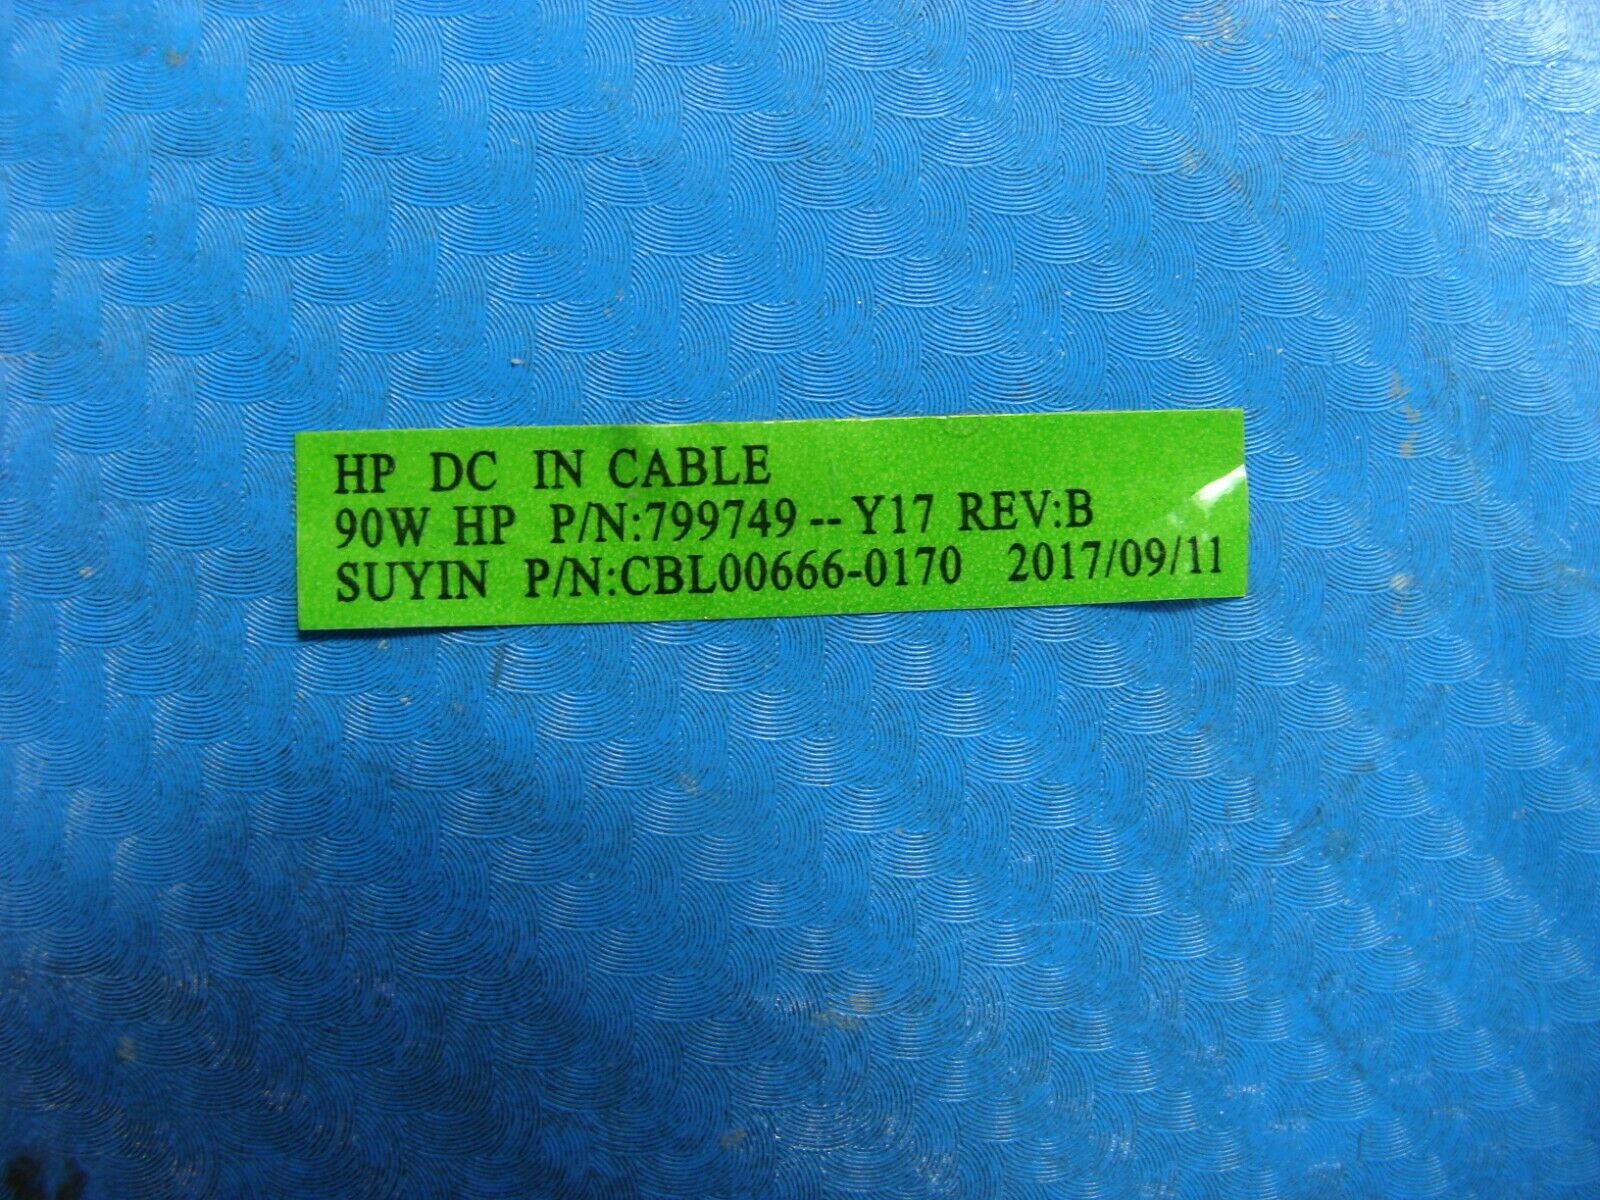 HP DC IN CABLE
90W HP P/N:799749--Y17 REV:B
SUYIN P/N:CBL00666-0170 2017/09/11